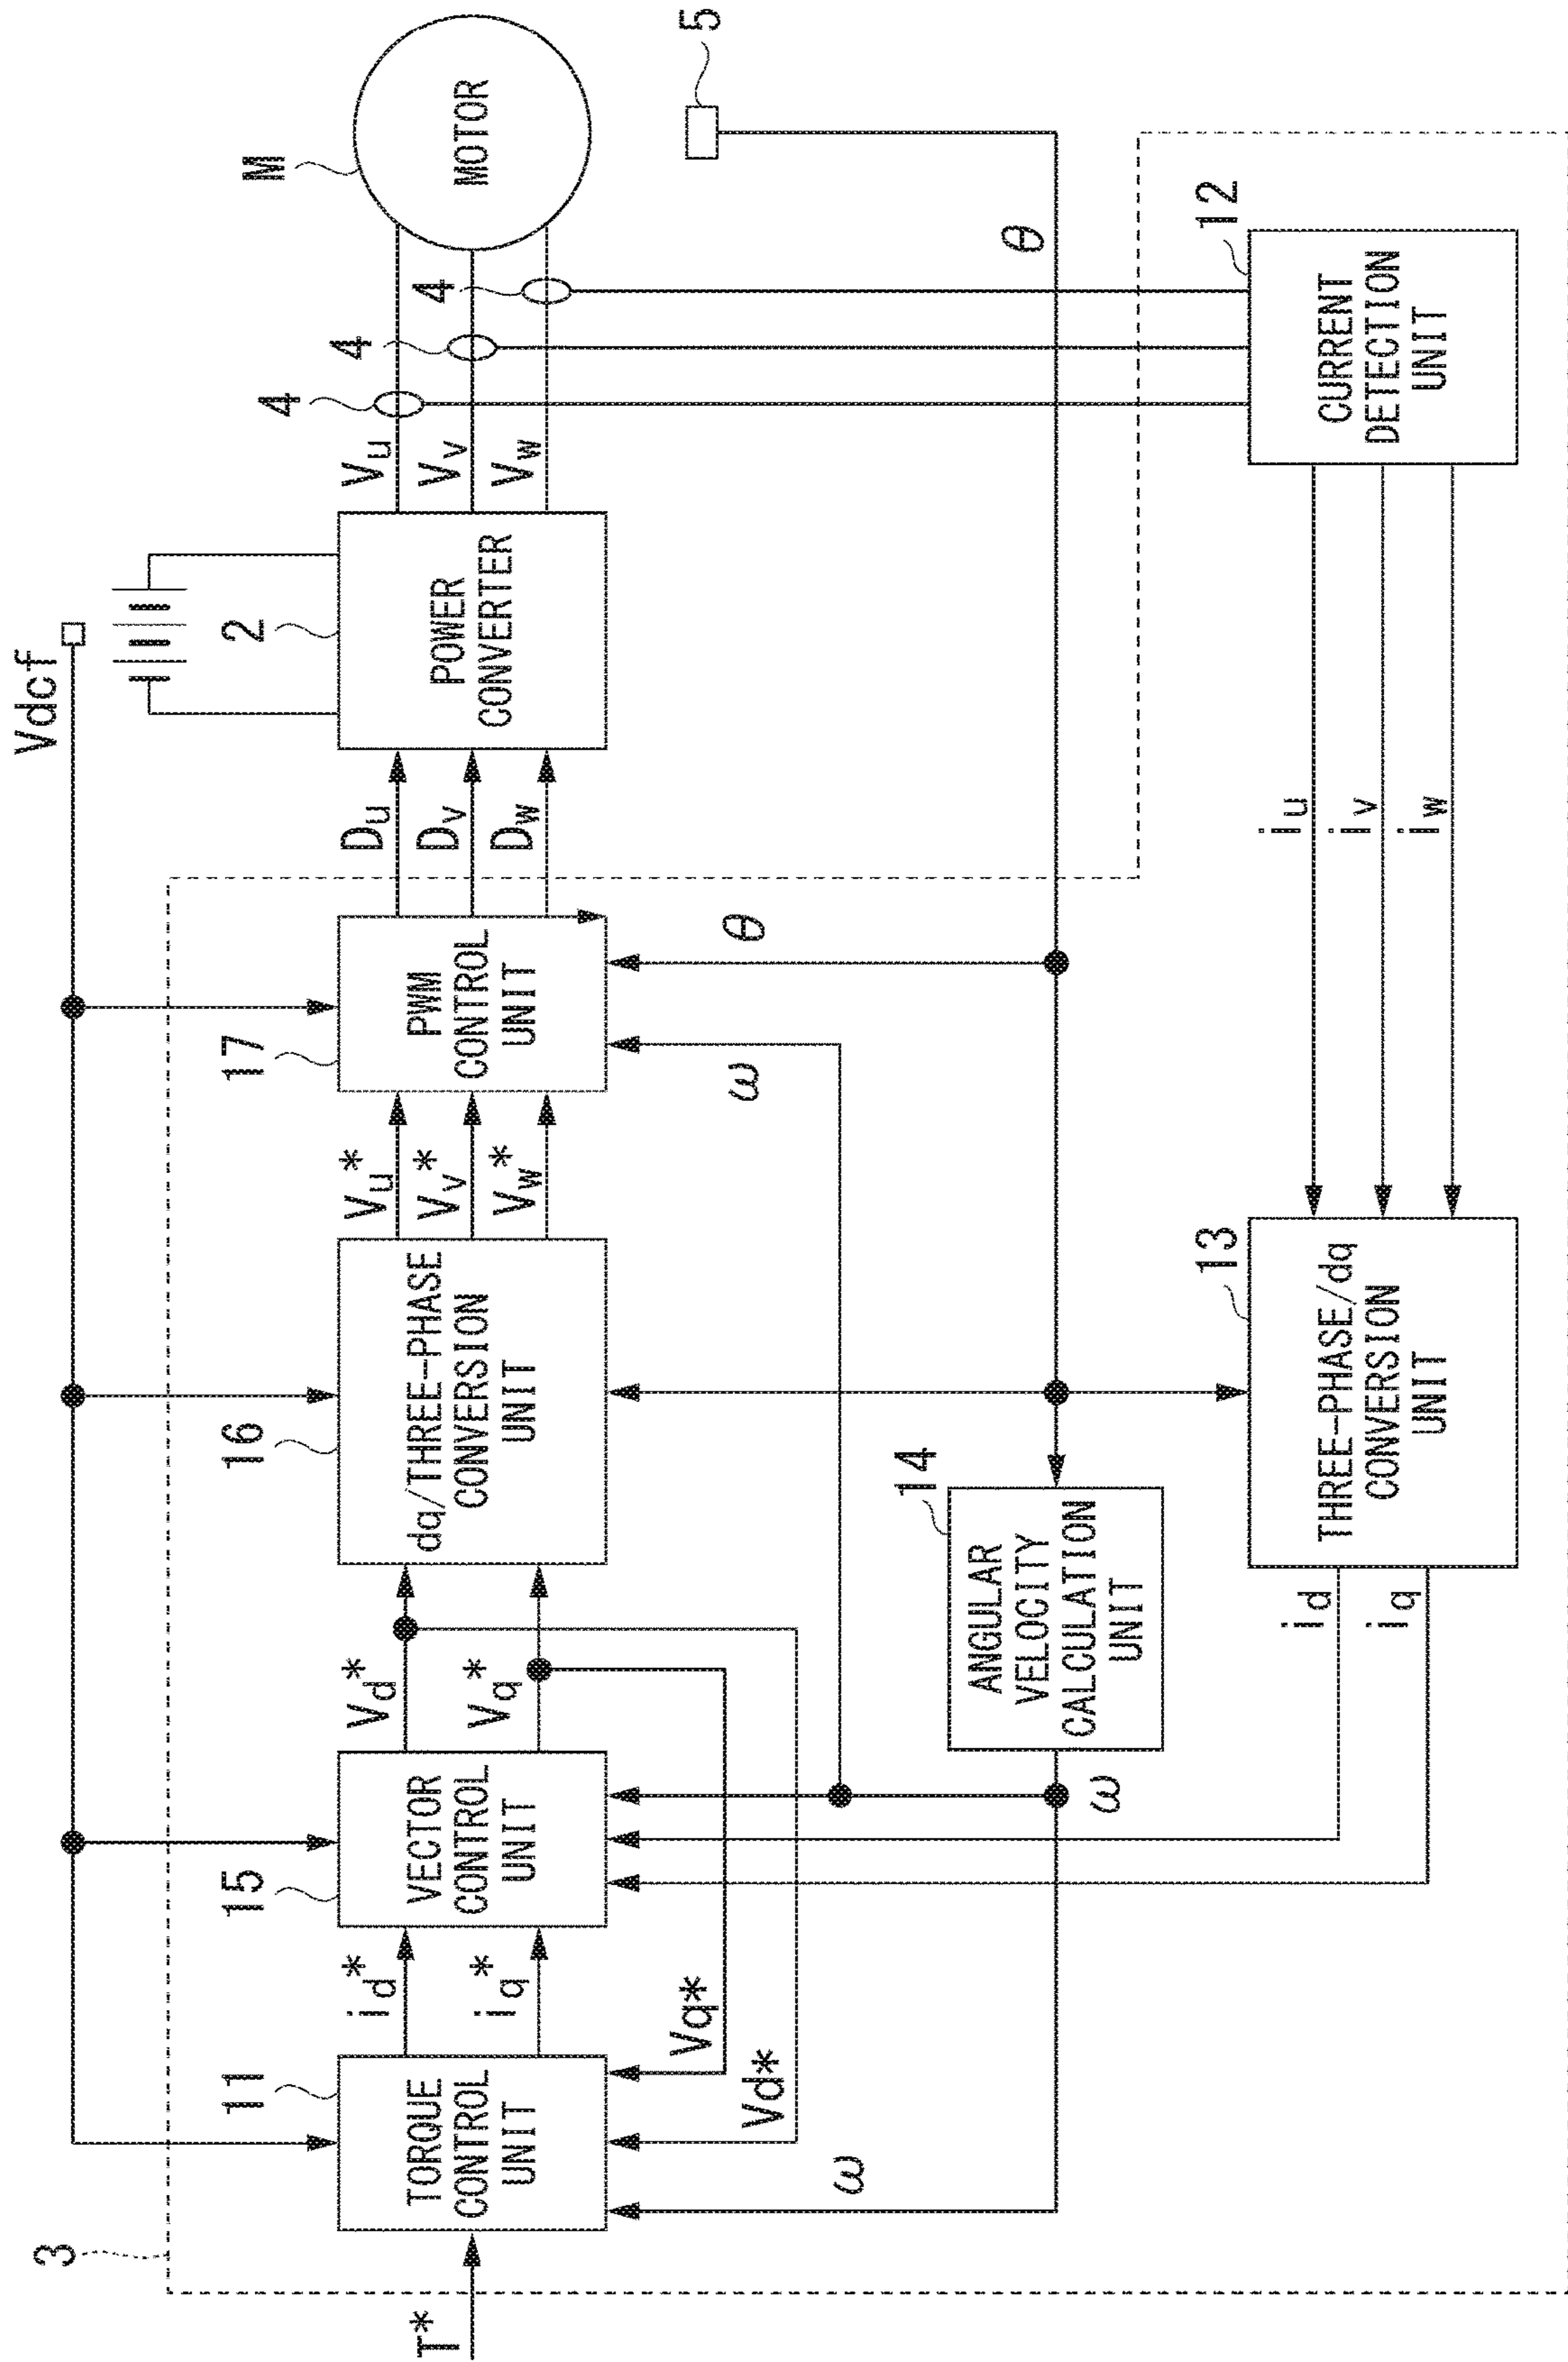 Vdcf
3
T*
11
TORQUE
CONTROL
UNIT
id*
iq*
15
VECTOR
CONTROL
UNIT
Vd*
Vq*
16
dq/THREE-PHASE
CONVERSION
UNIT
Vu*
Vv*
Vw*
17
PWM
CONTROL
UNIT
Du
Dv
Dw
2
POWER
CONVERTER
Vu
Vv
Vw
4
4
4
M
MOTOR
5
Vq*
Vd*
ω
ω
θ
θ
14
ANGULAR
VELOCITY
CALCULATION
UNIT
ω
id
iq
13
THREE-PHASE/dq
CONVERSION
UNIT
iu
iv
iw
12
CURRENT
DETECTION
UNIT